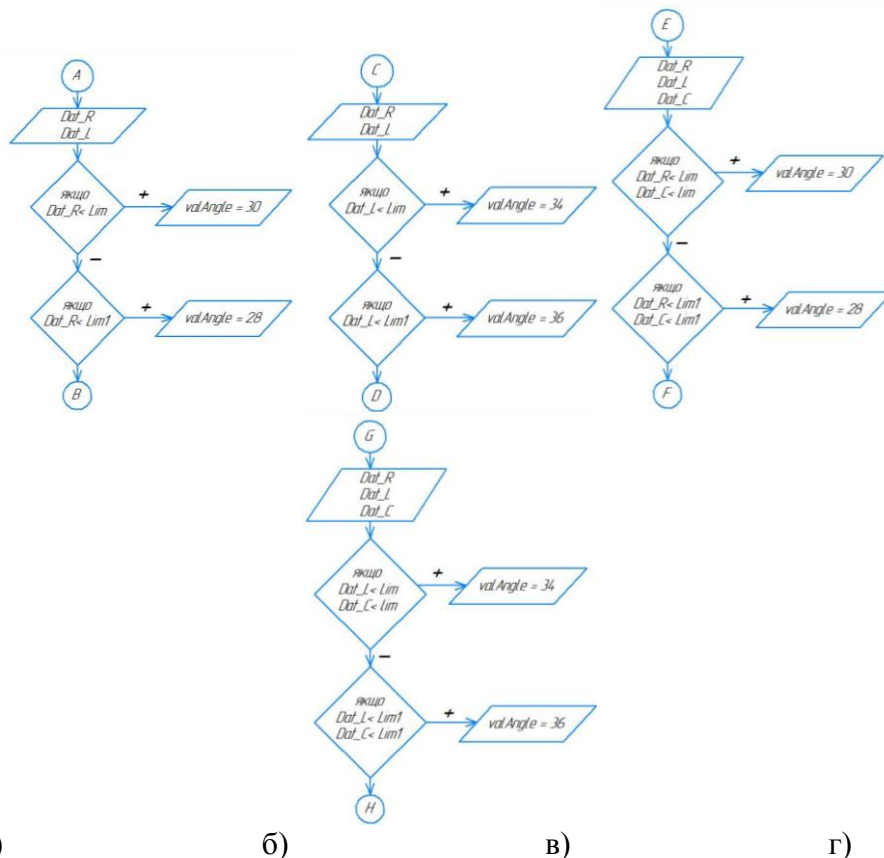 A
Dat_R
Dat_L
якщо
Dat_R< Lim
+
valAngle = 30
−
якщо
Dat_R< Lim1
+
valAngle = 28
B
C
Dat_R
Dat_L
якщо
Dat_L< Lim
+
valAngle = 34
−
якщо
Dat_L< Lim1
+
valAngle = 36
D
E
Dat_R
Dat_L
Dat_C
якщо
Dat_R< Lim
Dat_C< lim
+
valAngle = 30
−
якщо
Dat_R< Lim1
Dat_C< Lim1
+
valAngle = 28
F
G
Dat_R
Dat_L
Dat_C
якщо
Dat_L< Lim
Dat_C< lim
+
valAngle = 34
−
якщо
Dat_L< Lim1
Dat_C< Lim1
+
valAngle = 36
H
) б) в) г)